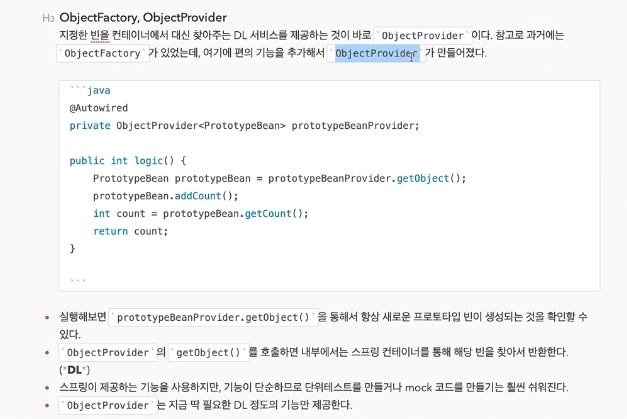 H3 ObjectFactory, ObjectProvider
지정한 빈을 컨테이너에서 대신 찾아주는 DL 서비스를 제공하는 것이 바로 `ObjectProvider`이다. 참고로 과거에는
`ObjectFactory`가 있었는데, 여기에 편의 기능을 추가해서 `ObjectProvider`가 만들어졌다.
```java
@Autowired
private ObjectProvider<PrototypeBean> prototypeBeanProvider;
public int logic() {
PrototypeBean prototypeBean = prototypeBeanProvider.getObject();
prototypeBean.addCount();
int count = prototypeBean.getCount();
return count;
}
```
• 실행해보면 `prototypeBeanProvider.getObject()`을 통해서 항상 새로운 프로토타입 빈이 생성되는 것을 확인할 수
있다.
• `ObjectProvider`의 `getObject()`를 호출하면 내부에서는 스프링 컨테이너를 통해 해당 빈을 찾아서 반환한다.
(*DL*)
• 스프링이 제공하는 기능을 사용하지만, 기능이 단순하므로 단위테스트를 만들거나 mock 코드를 만들기는 훨씬 쉬워진다.
• `ObjectProvider`는 지금 딱 필요한 DL 정도의 기능만 제공한다.